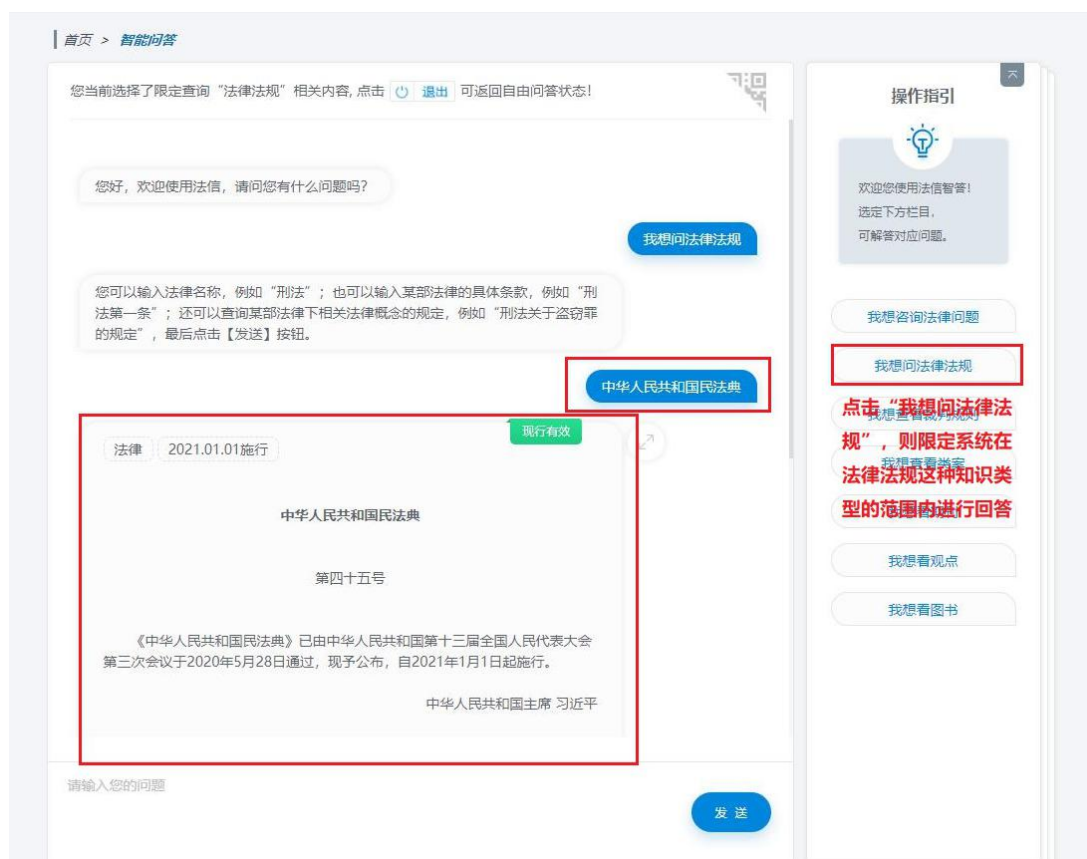 首页 > 智能问答
您当前选择了限定查询“法律法规”相关内容, 点击 退出 可返回自由问答状态!
您好，欢迎使用法信，请问您有什么问题吗？
我想问法律法规
您可以输入法律名称，例如“刑法”；也可以输入某部法律的具体条款，例如“刑
法第一条”；还可以查询某部法律下相关法律概念的规定，例如“刑法关于盗窃罪
的规定”，最后点击【发送】按钮。
中华人民共和国民法典
现行有效
法律 2021.01.01施行
中华人民共和国民法典
第四十五号
《中华人民共和国民法典》已由中华人民共和国第十三届全国人民代表大会
第三次会议于2020年5月28日通过，现予公布，自2021年1月1日起施行。
中华人民共和国主席 习近平
请输入您的问题
发 送
操作指引
欢迎您使用法信智答!
选定下方栏目，
可解答对应问题。
我想咨询法律问题
我想问法律法规
点击“我想问法律法
规”，则限定系统在
法律法规这种知识类
型的范围内进行回答
我想查看裁判规则
我想查看类案
我想看观点
我想看图书